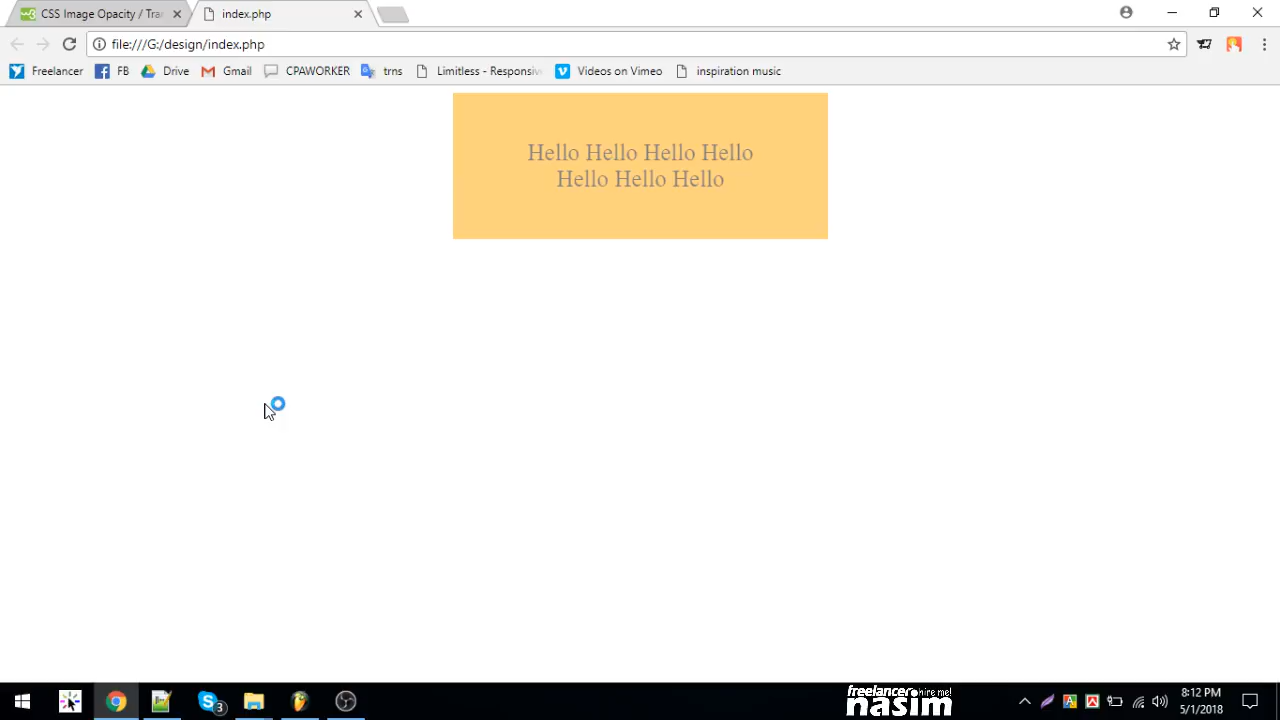 CSS Image Opacity / Tra
index.php
file:///G:/design/index.php
Freelancer
FB
Drive
Gmail
CPAWORKER
trns
Limitless - Responsiv
Videos on Vimeo
inspiration music
Hello Hello Hello Hello
Hello Hello Hello
3
freelancer hire me!
nasim
8:12 PM
5/1/2018